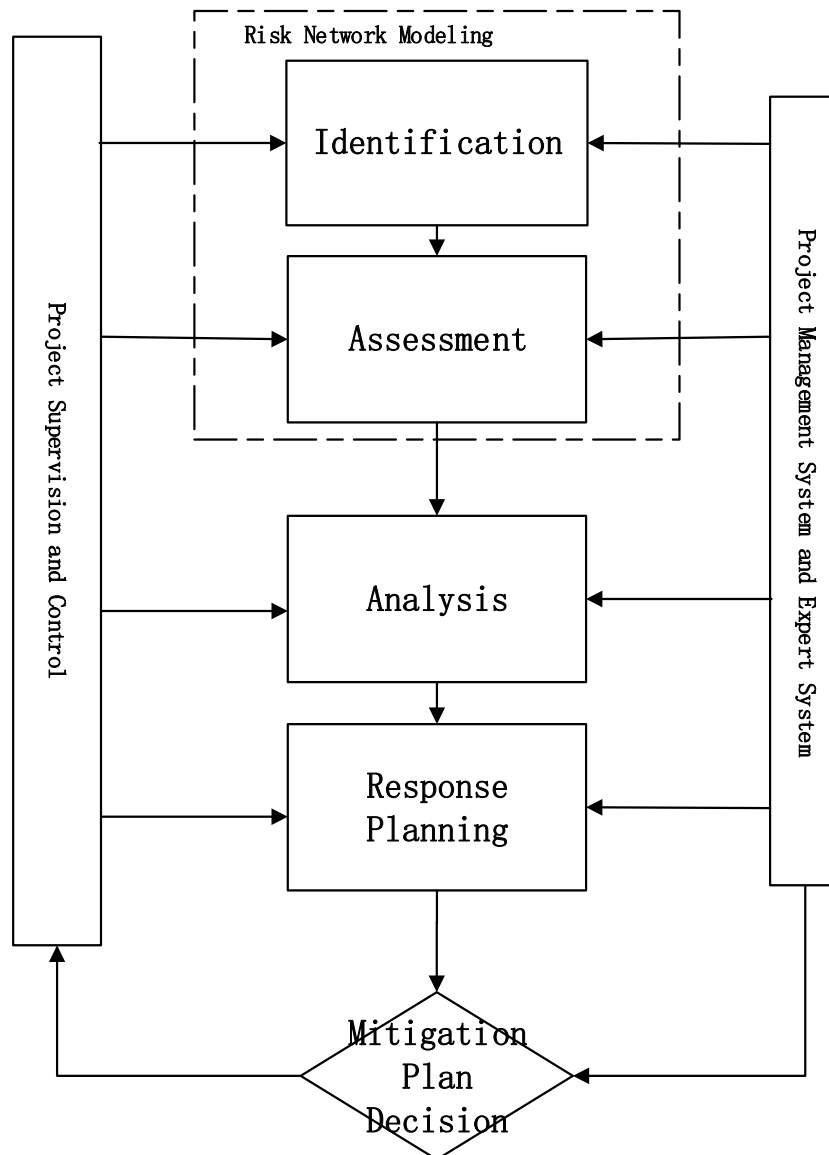 Risk Network Modeling
Identification
Assessment
Analysis
Response
Planning
Mitigation
Plan
Decision
Project Supervision and Control
Project Management System and Expert System